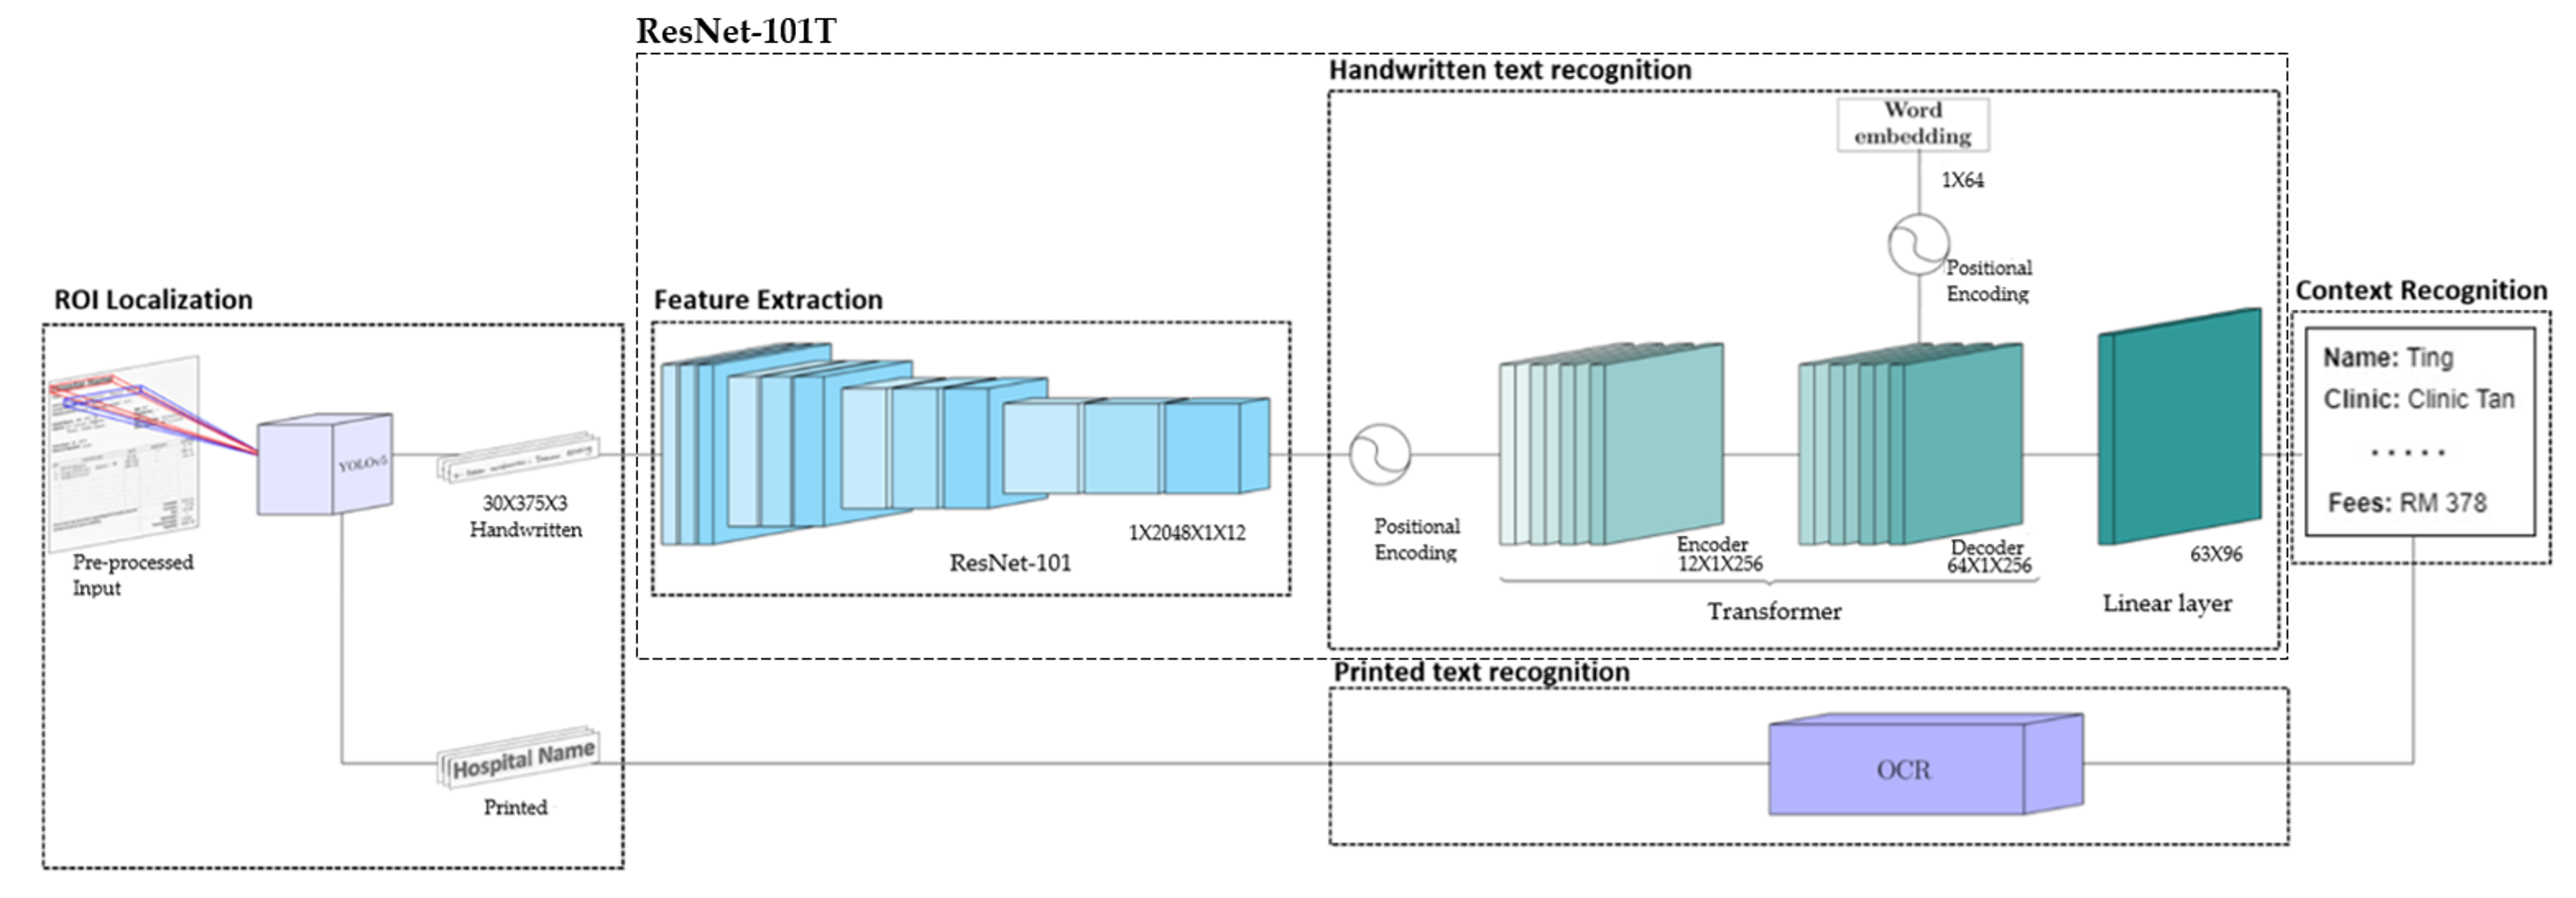 ResNet-101T
Handwritten text recognition
Word
embedding
1X64
Positional
Encoding
ROI Localization
Feature Extraction
Context Recognition
Hospital Name
YOLOv5
30X375X3
Handwritten
Pre-processed
Input
1X2048X1X12
ResNet-101
Positional
Encoding
Encoder
12X1X256
Decoder
64X1X256
Transformer
63X96
Linear layer
Name: Ting
Clinic: Clinic Tan
.....
Fees: RM 378
Printed text recognition
Hospital Name
Printed
OCR